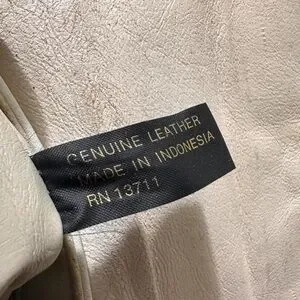 GENUINE LEATHER
MADE IN INDONESIA
RN 13711